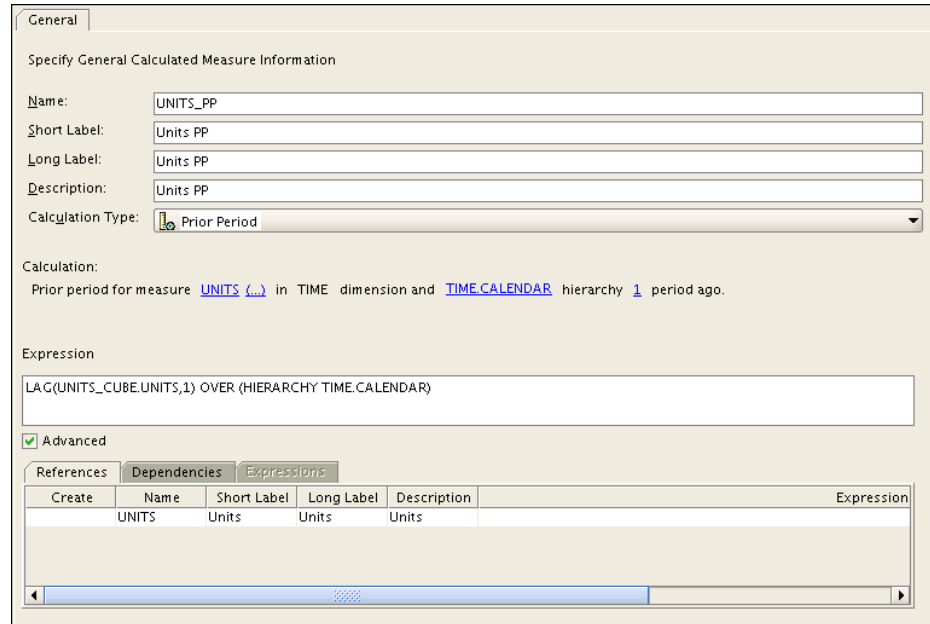 General
Specify General Calculated Measure Information
Name: UNITS_PP
Short Label: Units PP
Long Label: Units PP
Description: Units PP
Calculation Type: Prior Period
Calculation:
Prior period for measure UNITS (...) in TIME dimension and TIME.CALENDAR hierarchy 1 period ago.
Expression
LAG(UNITS_CUBE.UNITS,1) OVER (HIERARCHY TIME.CALENDAR)
Advanced
References Dependencies Expressions
Create Name Short Label Long Label Description Expression
UNITS Units Units Units